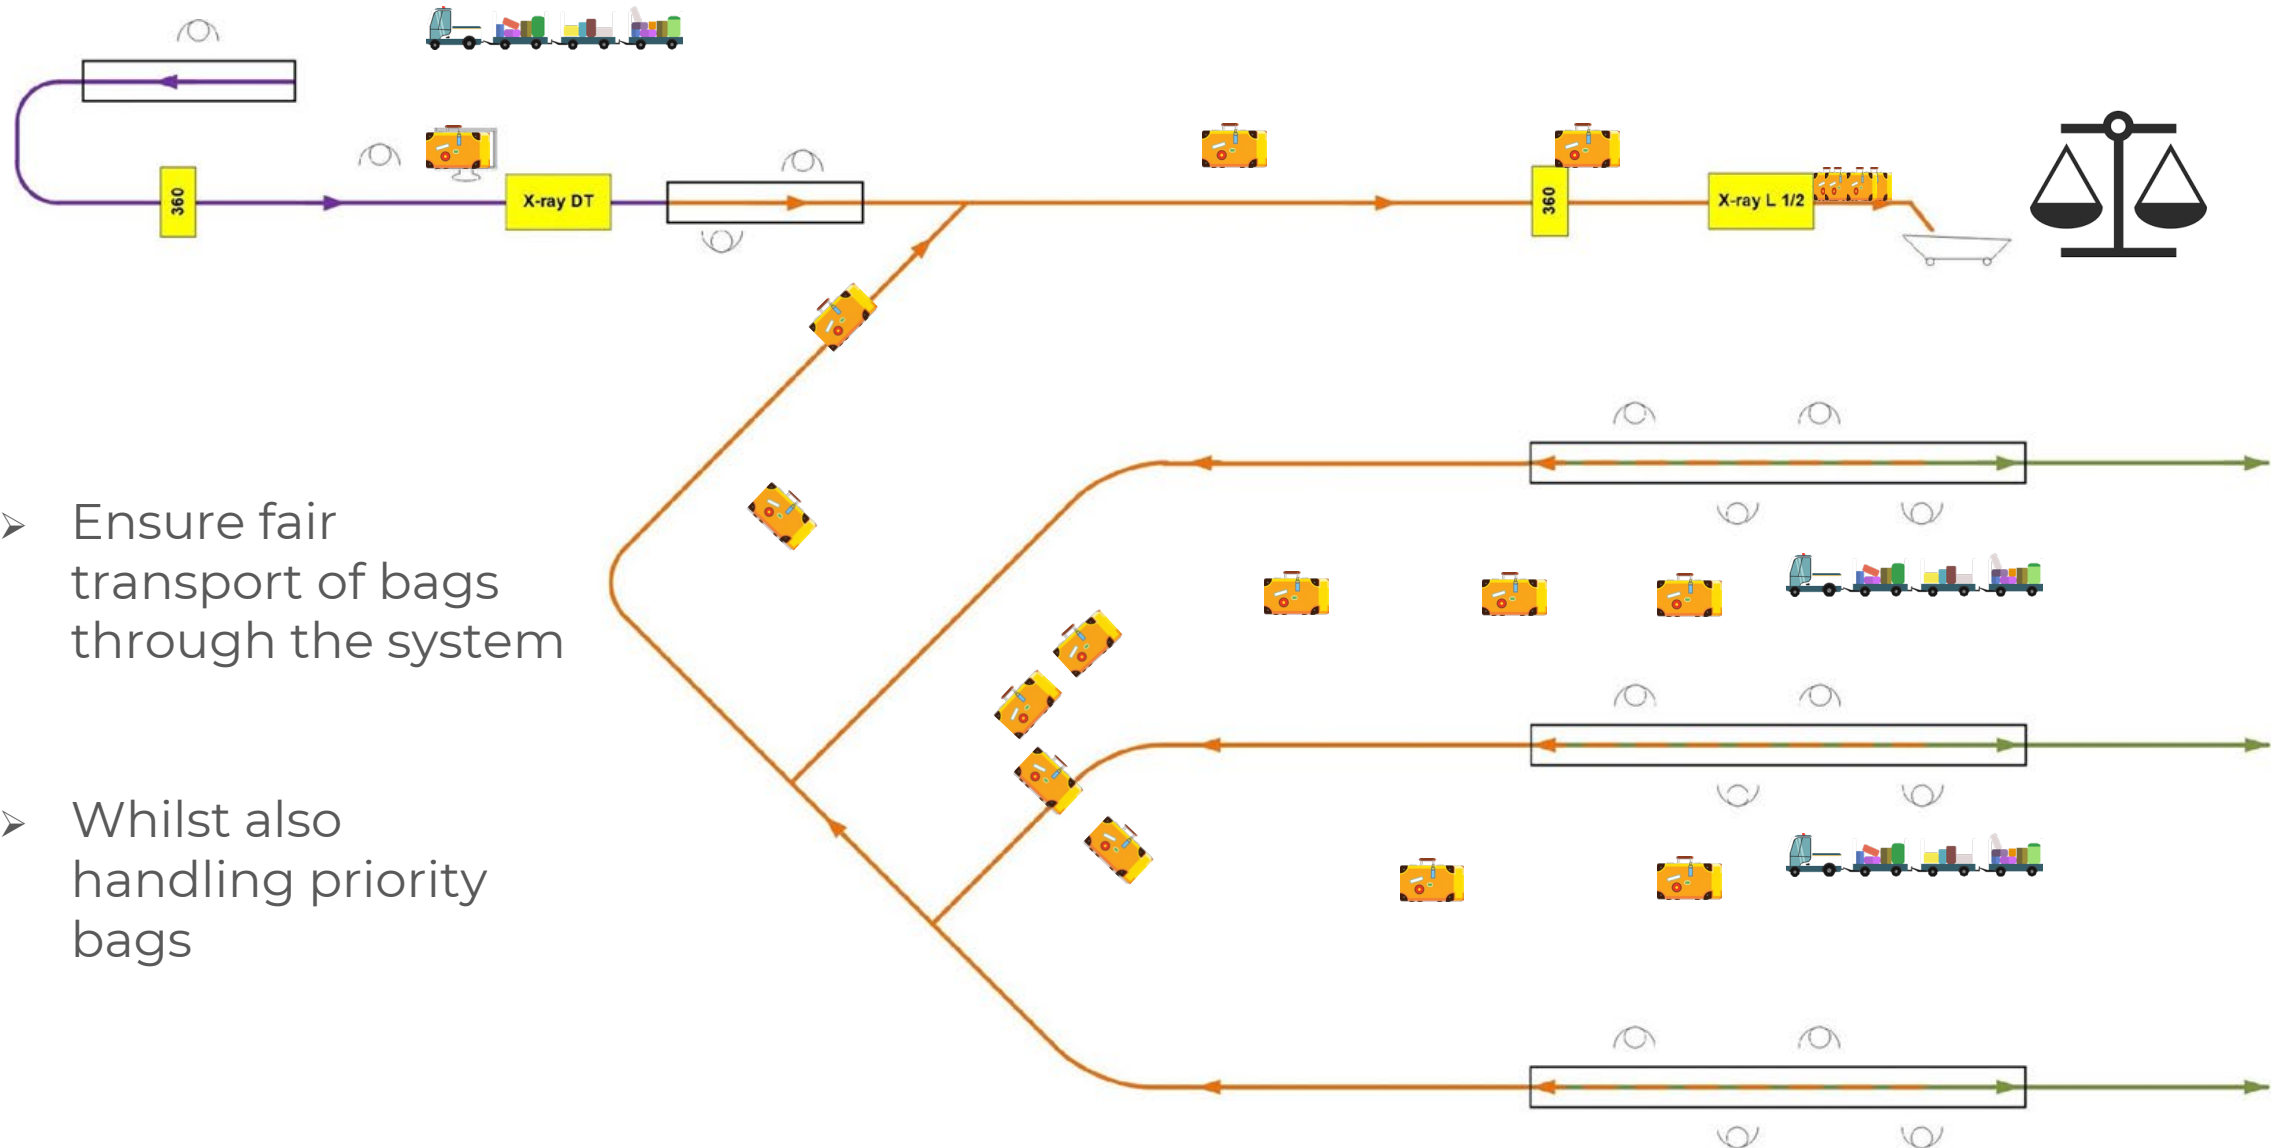 360
X-ray DT
360
X-ray L 1/2
➢ Ensure fair
transport of bags
through the system
➢ Whilst also
handling priority
bags